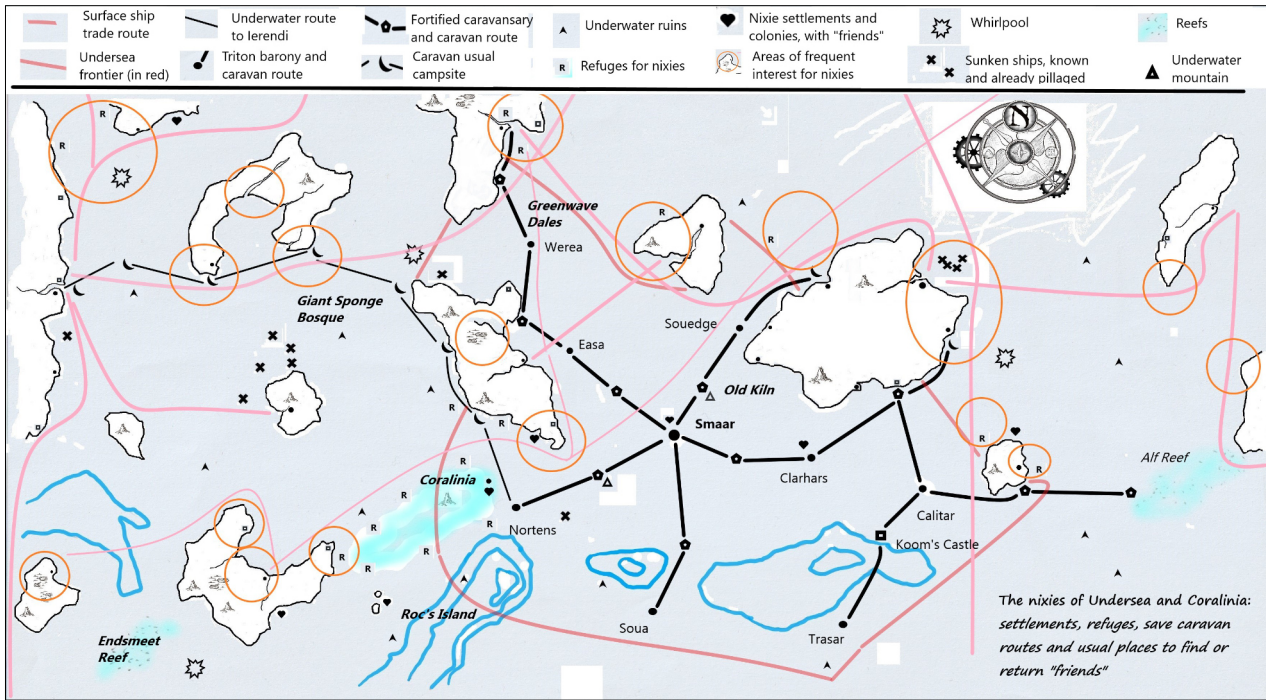 Surface ship
trade route
Underwater route
to Ierendi
Fortified caravansary
and caravan route
Underwater ruins
Nixie settlements and
colonies, with "friends"
Whirlpool
Reefs
Undersea
frontier (in red)
Triton barony and
caravan route
Caravan usual
campsite
R
Refuges for nixies
Areas of frequent
interest for nixies
Sunken ships, known
and already pillaged
Underwater
mountain
R
R
R
R
N
Greenwave
Dales
R
R
Werea
Giant Sponge
Bosque
Souedge
Easa
Old Kiln
R
R
Smaar
R
R
Clarhars
R
R
Alf Reef
Coralinia
Calitar
R
Nortens
R
R
R
R
Koom's Castle
Roc's Island
Soua
Trasar
Endsmeet
Reef
The nixies of Undersea and Coralinia:
settlements, refuges, save caravan
routes and usual places to find or
return "friends"